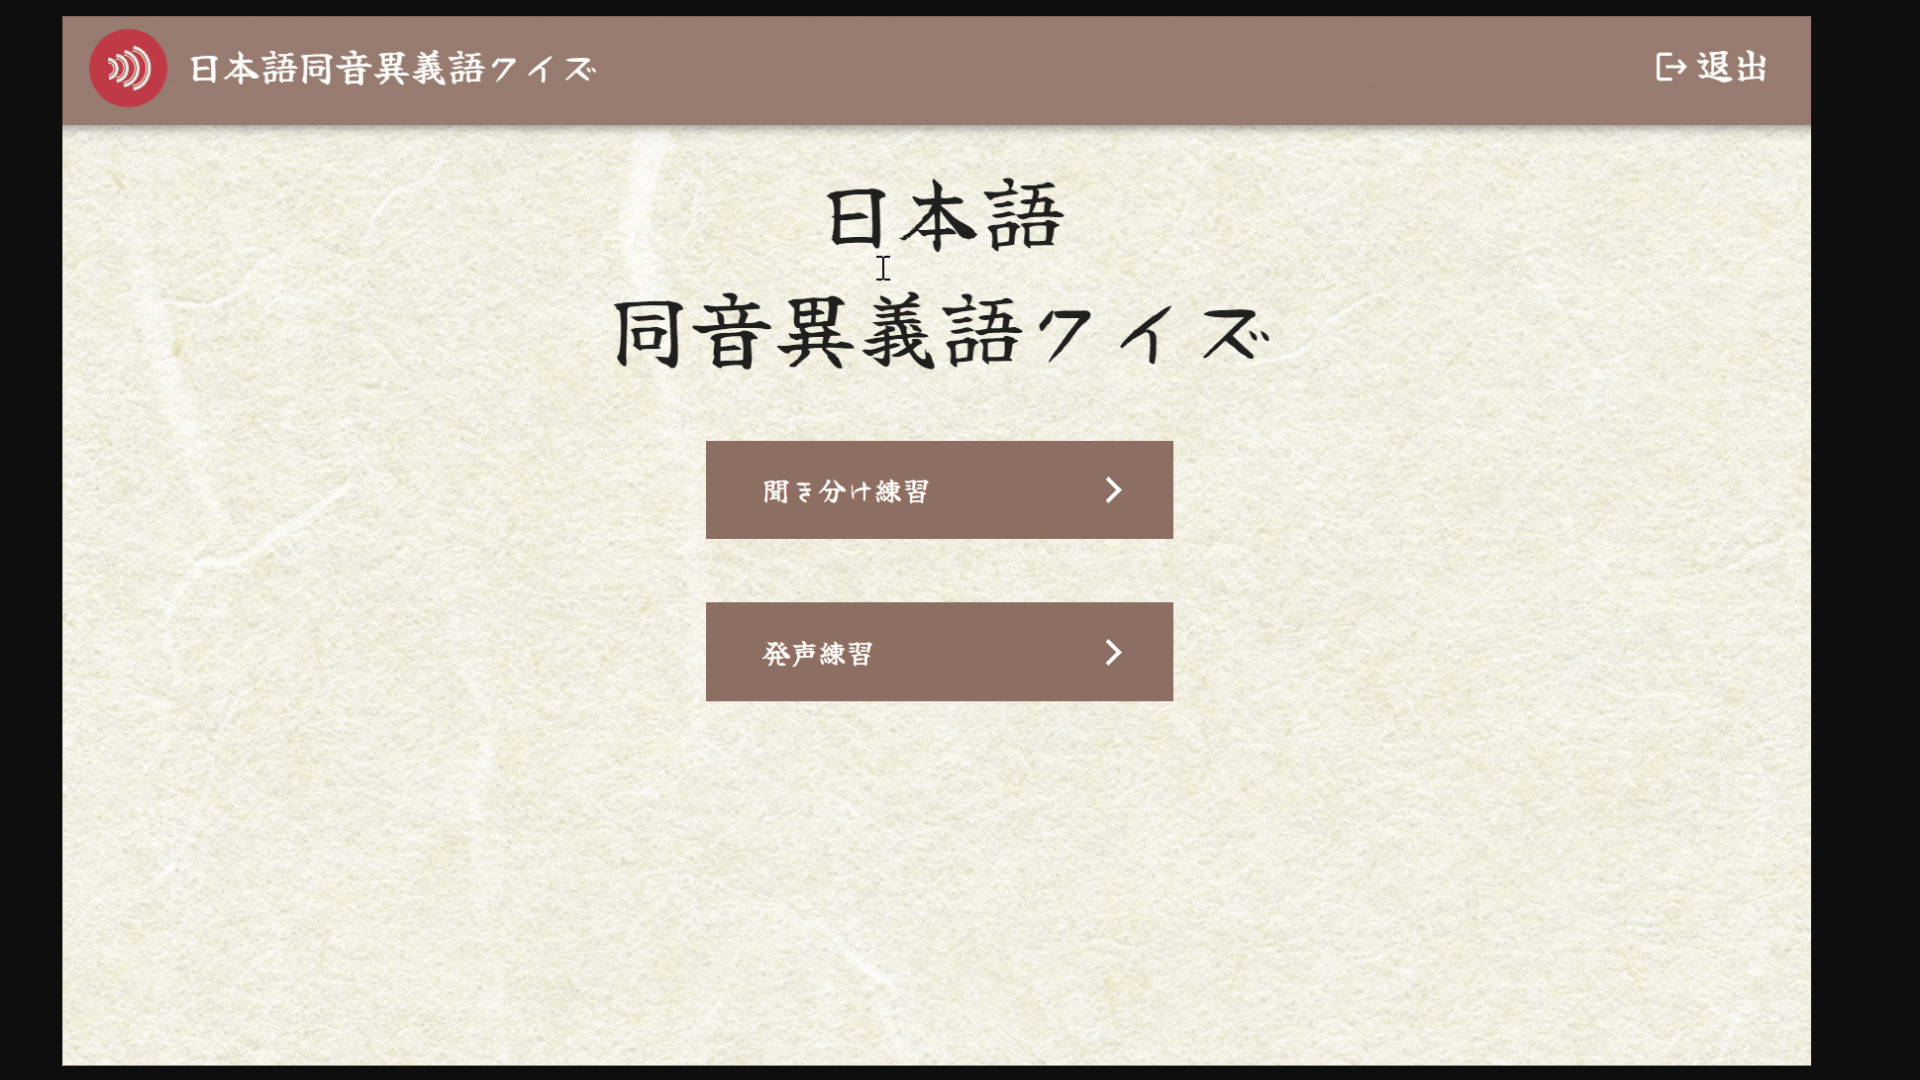 日本語同音異義語クイズ
退出
日本語
同音異義語クイズ
聞き分け練習
発声練習